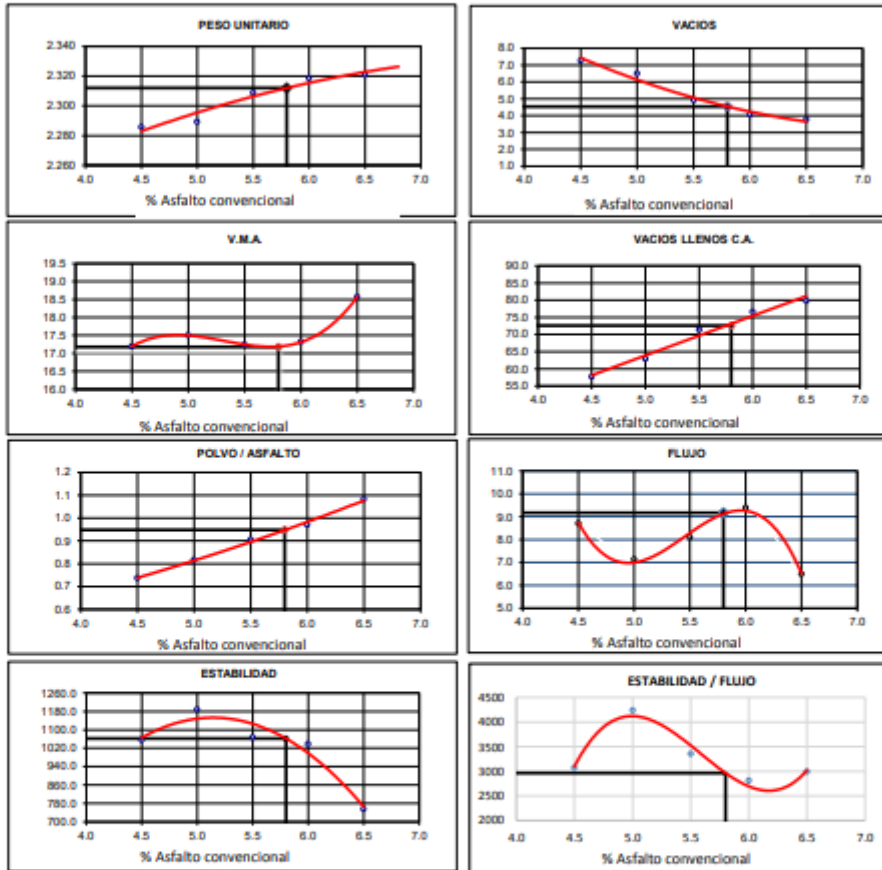 PESO UNITARIO
2.340
2.320
2.300
2.280
2.260
4.0 4.5 5.0 5.5 6.0 6.5 7.0
% Asfalto convencional
VACIOS
8.0
7.0
6.0
5.0
4.0
3.0
2.0
1.0
4.0 4.5 5.0 5.5 6.0 6.5 7.0
% Asfalto convencional
V.M.A.
19.5
19.0
18.5
18.0
17.5
17.0
16.5
16.0
4.0 4.5 5.0 5.5 6.0 6.5 7.0
VACIOS LLENOS C.A.
90.0
85.0
80.0
75.0
70.0
65.0
60.0
55.0
4.0 4.5 5.0 5.5 6.0 6.5 7.0
% Asfalto convencional
POLVO / ASFALTO
1.2
1.1
1.0
0.9
0.8
0.7
0.6
4.0 4.5 5.0 5.5 6.0 6.5 7.0
% Asfalto convencional
FLUJO
11.0
10.0
9.0
8.0
7.0
6.0
5.0
4.0 4.5 5.0 5.5 6.0 6.5 7.0
% Asfalto convencional
ESTABILIDAD
1260.0
1180.0
1100.0
1020.0
940.0
860.0
780.0
700.0
4.0 4.5 5.0 5.5 6.0 6.5 7.0
% Asfalto convencional
ESTABILIDAD / FLUJO
4500
4000
3500
3000
2500
2000
4.0 4.5 5.0 5.5 6.0 6.5 7.0
% Asfalto convencional